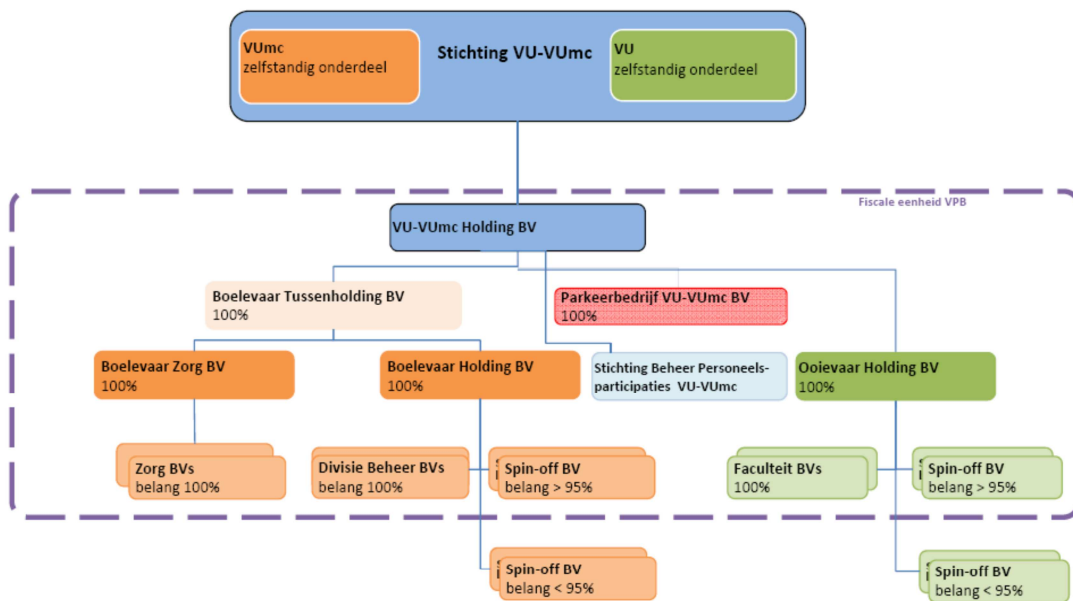 VUmc
zelfstandig onderdeel
Stichting VU-VUmc
VU
zelfstandig onderdeel
Fiscale eenheid VPB
VU-VUmc Holding BV
Boelevaar Tussenholding BV
100%
Parkeerbedrijf VU-VUmc BV
100%
Boelevaar Zorg BV
100%
Boelevaar Holding BV
100%
Stichting Beheer Personeels-
participaties VU-VUmc
Ooievaar Holding BV
100%
Zorg BVs
belang 100%
Divisie Beheer BVs
belang 100%
Spin-off BV
belang > 95%
Faculteit BVs
100%
Spin-off BV
belang > 95%
Spin-off BV
belang < 95%
Spin-off BV
belang < 95%